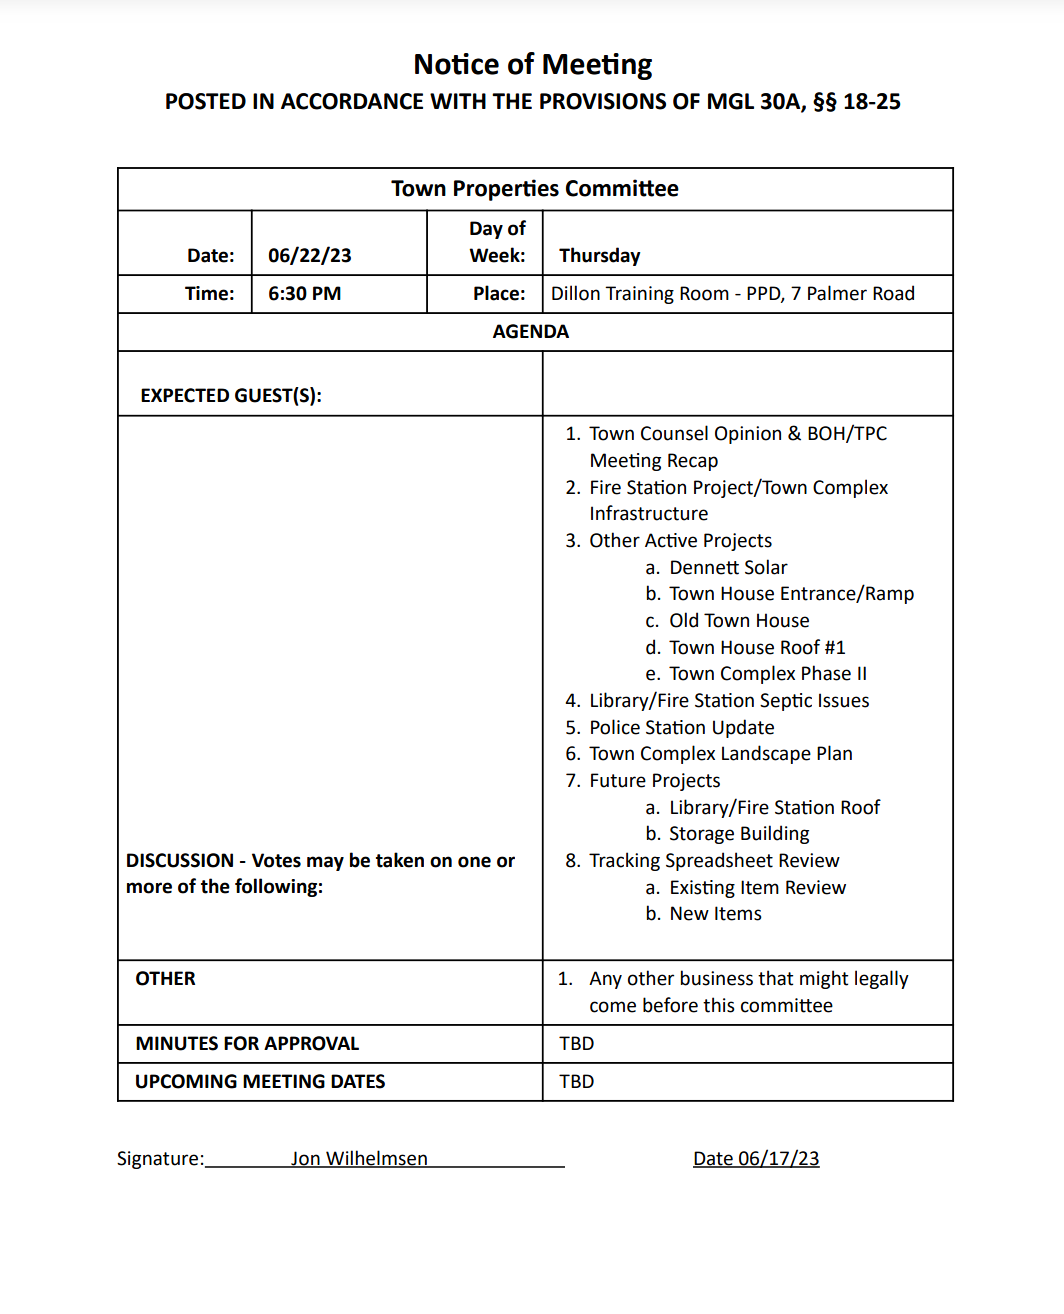 Notice of Meeting
POSTED IN ACCORDANCE WITH THE PROVISIONS OF MGL 30A, §§ 18-25
Town Properties Committee
Date: 06/22/23 Day of Week: Thursday
Time: 6:30 PM Place: Dillon Training Room - PPD, 7 Palmer Road
AGENDA
EXPECTED GUEST(S):
DISCUSSION - Votes may be taken on one or
more of the following:
1. Town Counsel Opinion & BOH/TPC
Meeting Recap
2. Fire Station Project/Town Complex
Infrastructure
3. Other Active Projects
a. Dennett Solar
b. Town House Entrance/Ramp
c. Old Town House
d. Town House Roof #1
e. Town Complex Phase II
4. Library/Fire Station Septic Issues
5. Police Station Update
6. Town Complex Landscape Plan
7. Future Projects
a. Library/Fire Station Roof
b. Storage Building
8. Tracking Spreadsheet Review
a. Existing Item Review
b. New Items
OTHER
1. Any other business that might legally
come before this committee
MINUTES FOR APPROVAL TBD
UPCOMING MEETING DATES TBD
Signature: Jon Wilhelmsen Date 06/17/23